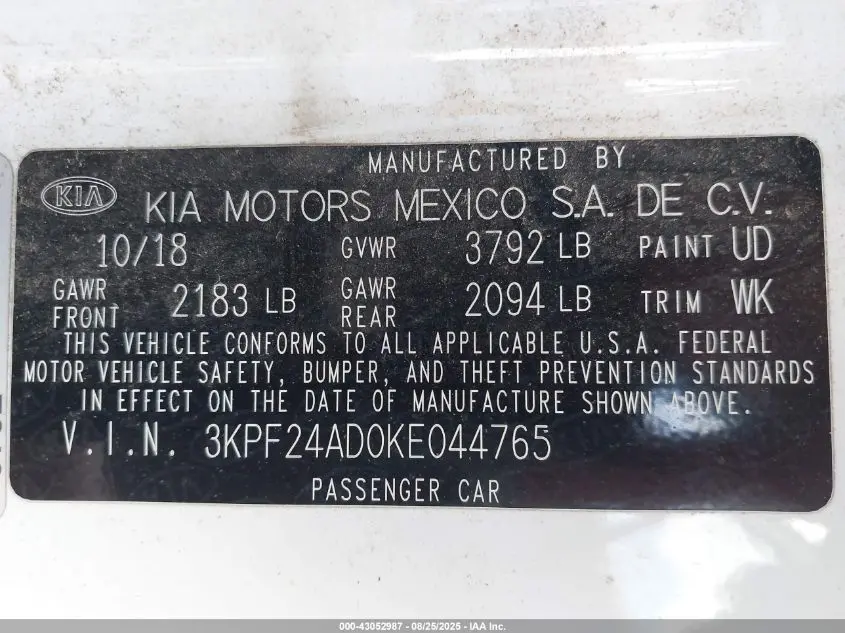 MANUFACTURED BY
KIA KIA MOTORS MEXICO S.A. DE C.V.
10/18 GVWR 3792 LB PAINT UD
GAWR FRONT 2183 LB GAWR REAR 2094 LB TRIM WK
THIS VEHICLE CONFORMS TO ALL APPLICABLE U.S.A. FEDERAL
MOTOR VEHICLE SAFETY, BUMPER, AND THEFT PREVENTION STANDARDS
IN EFFECT ON THE DATE OF MANUFACTURE SHOWN ABOVE.
V.I.N. 3KPF24AD0KE044765
PASSENGER CAR
000-43052987 - 08/25/2025 - IAA Inc.